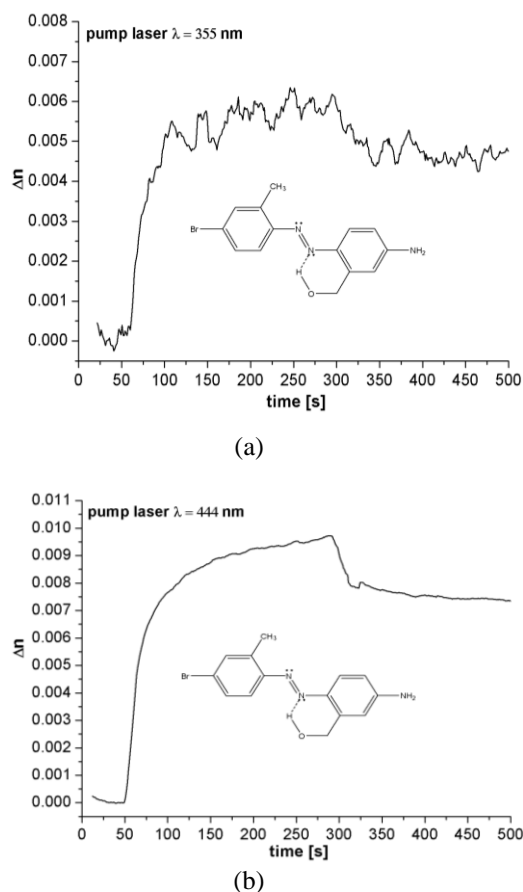 pump laser λ = 355 nm
0.008
0.007
0.006
0.005
0.004
0.003
0.002
0.001
0.000
Δn
CH₃
Br
N
N
NH₂
H
O
0 50 100 150 200 250 300 350 400 450 500
time [s]
(a)
pump laser λ = 444 nm
0.011
0.010
0.009
0.008
0.007
0.006
0.005
0.004
0.003
0.002
0.001
0.000
Δn
CH₃
Br
N
N
NH₂
H
O
0 50 100 150 200 250 300 350 400 450 500
time [s]
(b)